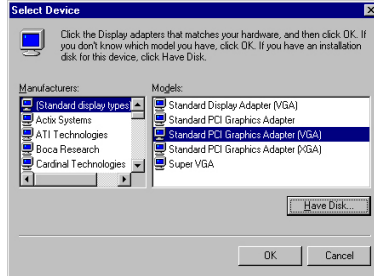 Select Device
Click the Display adapters that matches your hardware, and then click OK. If
you don't know which model you have, click OK. If you have an installation
disk for this device, click Have Disk.
Manufacturers:
(Standard display types)
Actix Systems
ATI Technologies
Boca Research
Cardinal Technologies
Models:
Standard Display Adapter (VGA)
Standard PCI Graphics Adapter
Standard PCI Graphics Adapter (VGA)
Standard PCI Graphics Adapter (XGA)
Super VGA
Have Disk...
OK
Cancel